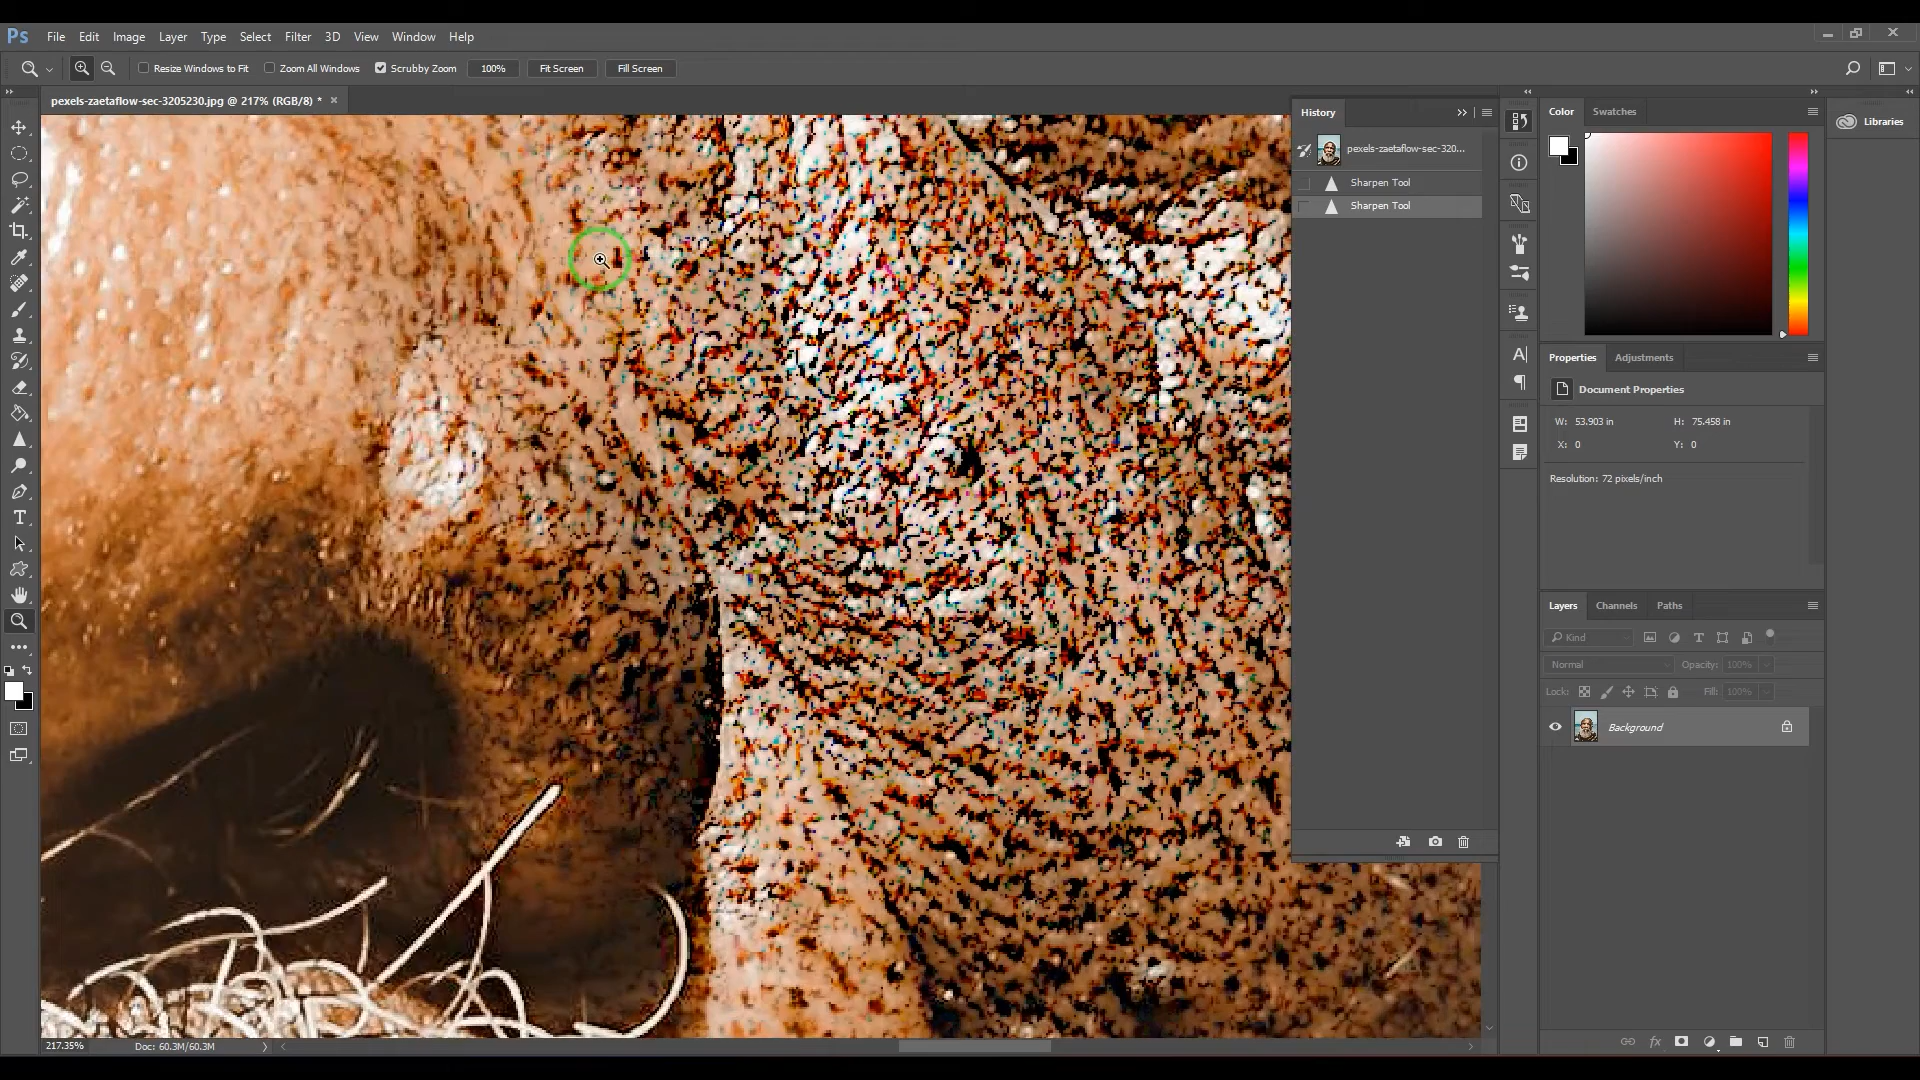 Ps File Edit Image Layer Type Select Filter 3D View Window Help
Resize Windows to Fit Zoom All Windows Scrubby Zoom 100% Fit Screen Fill Screen
pexels-zaetaflow-sec-3205230.jpg @ 217% (RGB/8) * ×
History
pexels-zaetaflow-sec-320...
Sharpen Tool
Sharpen Tool
Color Swatches
Libraries
Properties Adjustments
Document Properties
W: 53.903 in H: 75.458 in
X: 0 Y: 0
Resolution: 72 pixels/inch
Layers Channels Paths
Kind
Normal Opacity: 100%
Lock: Fill: 100%
Background
217.35% Doc: 60.3M/60.3M